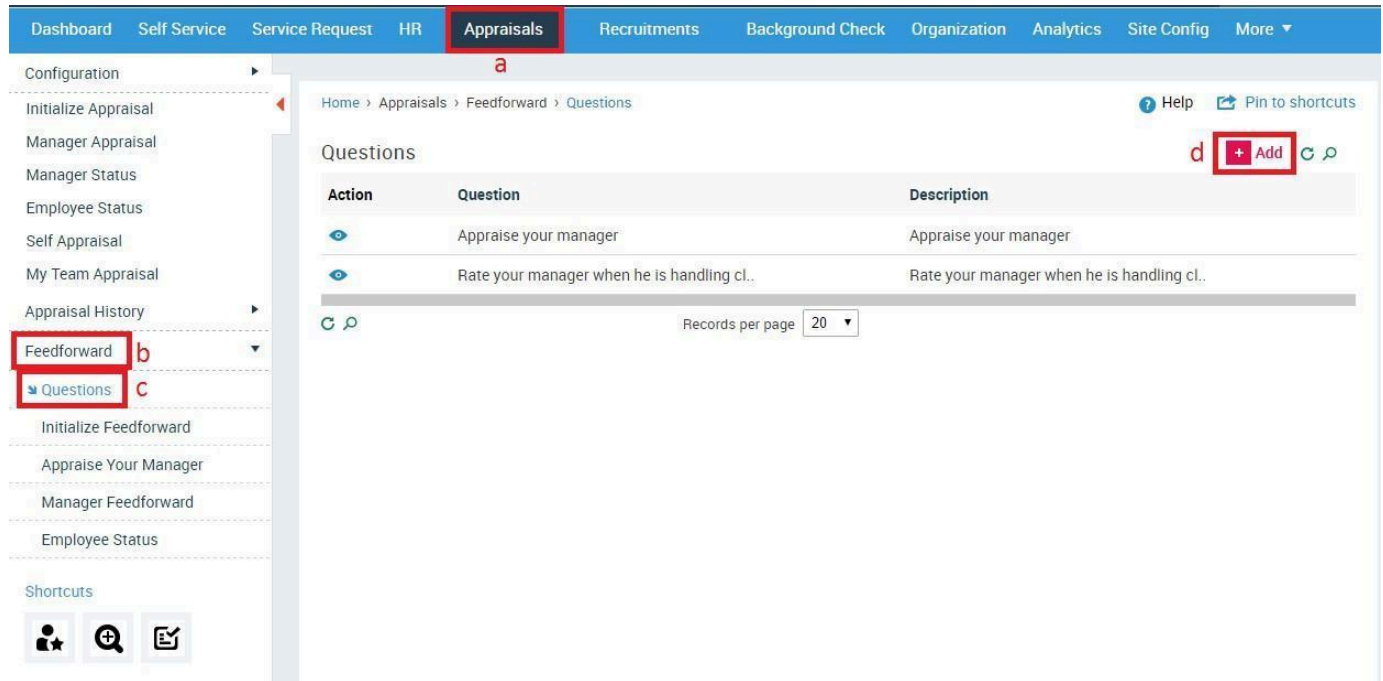 Dashboard Self Service Service Request HR Appraisals Recruitments Background Check Organization Analytics Site Config More
a
Configuration
Initialize Appraisal
Manager Appraisal
Manager Status
Employee Status
Self Appraisal
My Team Appraisal
Appraisal History
Feedforward b
Questions c
Initialize Feedforward
Appraise Your Manager
Manager Feedforward
Employee Status
Shortcuts
Home › Appraisals › Feedforward › Questions ? Help Pin to shortcuts
Questions d + Add
Action Question Description
Appraise your manager Appraise your manager
Rate your manager when he is handling cl.. Rate your manager when he is handling cl..
Records per page 20